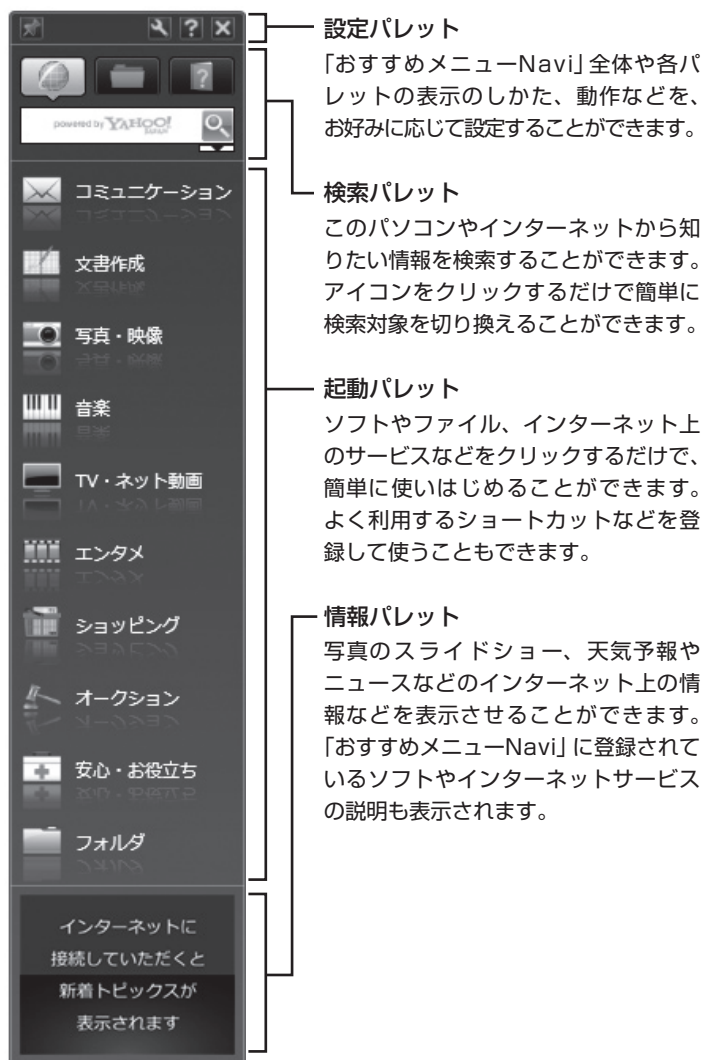 powered by YAHOO!
JAPAN
コミュニケーション
文書作成
写真・映像
音楽
TV・ネット動画
エンタメ
ショッピング
オークション
安心・お役立ち
フォルダ
インターネットに
接続していただくと
新着トピックスが
表示されます
設定パレット
「おすすめメニューNavi」全体や各パ
レットの表示のしかた、動作などを、
お好みに応じて設定することができます。
検索パレット
このパソコンやインターネットから知
りたい情報を検索することができます。
アイコンをクリックするだけで簡単に
検索対象を切り換えることができます。
起動パレット
ソフトやファイル、インターネット上
のサービスなどをクリックするだけで、
簡単に使いはじめることができます。
よく利用するショートカットなどを登
録して使うこともできます。
情報パレット
写真のスライドショー、天気予報や
ニュースなどのインターネット上の情
報などを表示させることができます。
「おすすめメニューNavi」に登録されて
いるソフトやインターネットサービス
の説明も表示されます。